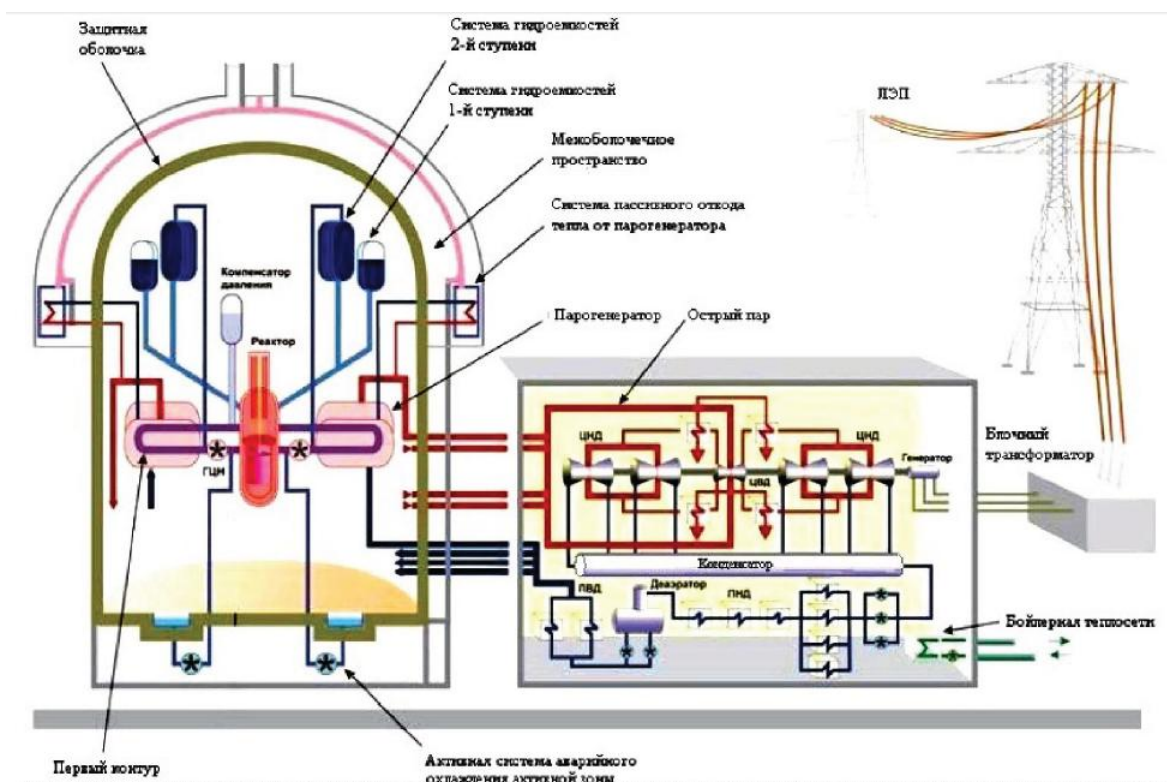 Защитная
оболочка
Система гидроемкостей
2-й ступени
Система гидроемкостей
1-й ступени
Межоболочечное
пространство
Система пассивного отвода
тепла от парогенератора
ЛЭП
Компенсатор
давления
Реактор
Парогенератор
Острый пар
ГЦН
ЦНД
ЦВД
ЦНД
Генератор
Блочный
трансформатор
Конденсатор
ПВД
Деаэратор
ПНД
Бойлерная теплосети
Первый контур
Активная система аварийного
охлаждения активной зоны